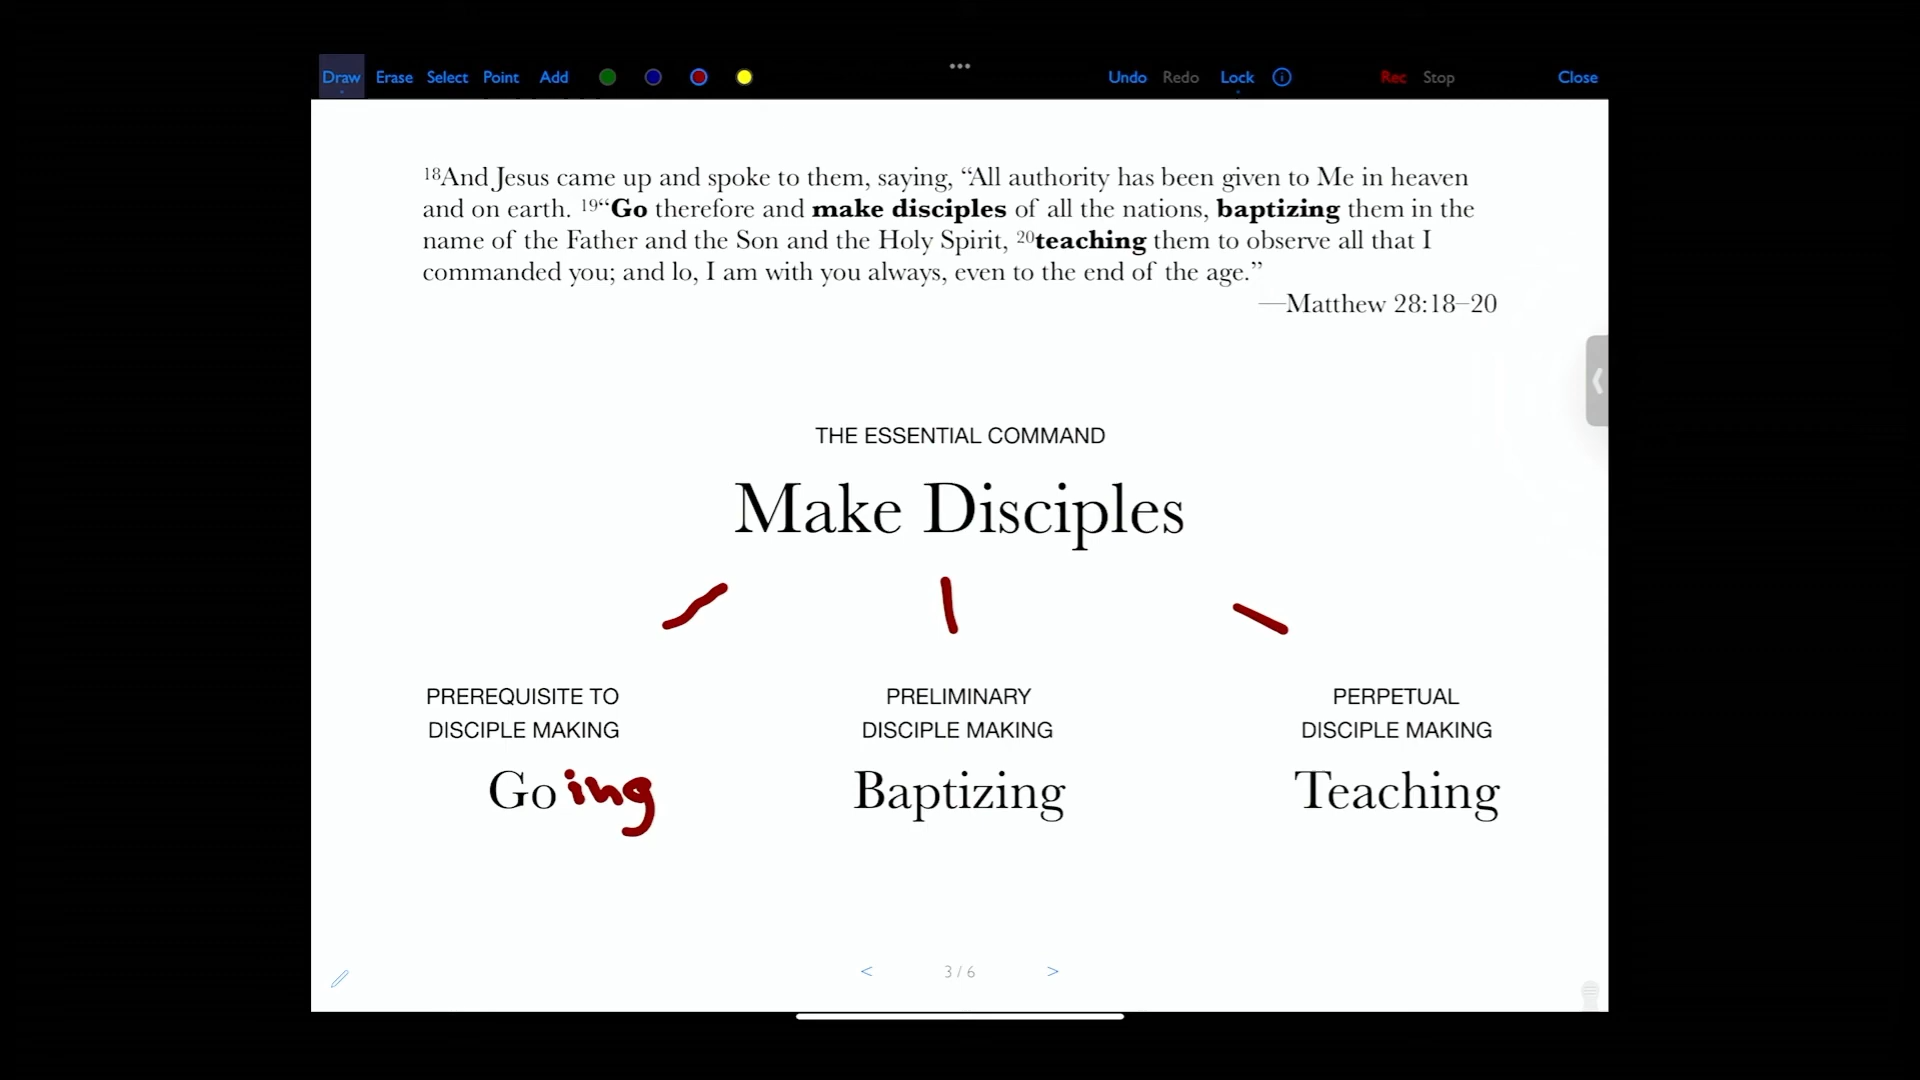 Draw Erase Select Point Add Undo Redo Lock Rec Stop Close
18And Jesus came up and spoke to them, saying, “All authority has been given to Me in heaven
and on earth. 19“Go therefore and make disciples of all the nations, baptizing them in the
name of the Father and the Son and the Holy Spirit, 20teaching them to observe all that I
commanded you; and lo, I am with you always, even to the end of the age.”
—Matthew 28:18–20
THE ESSENTIAL COMMAND
Make Disciples
PREREQUISITE TO
DISCIPLE MAKING
Going
PRELIMINARY
DISCIPLE MAKING
Baptizing
PERPETUAL
DISCIPLE MAKING
Teaching
< 3 / 6 >